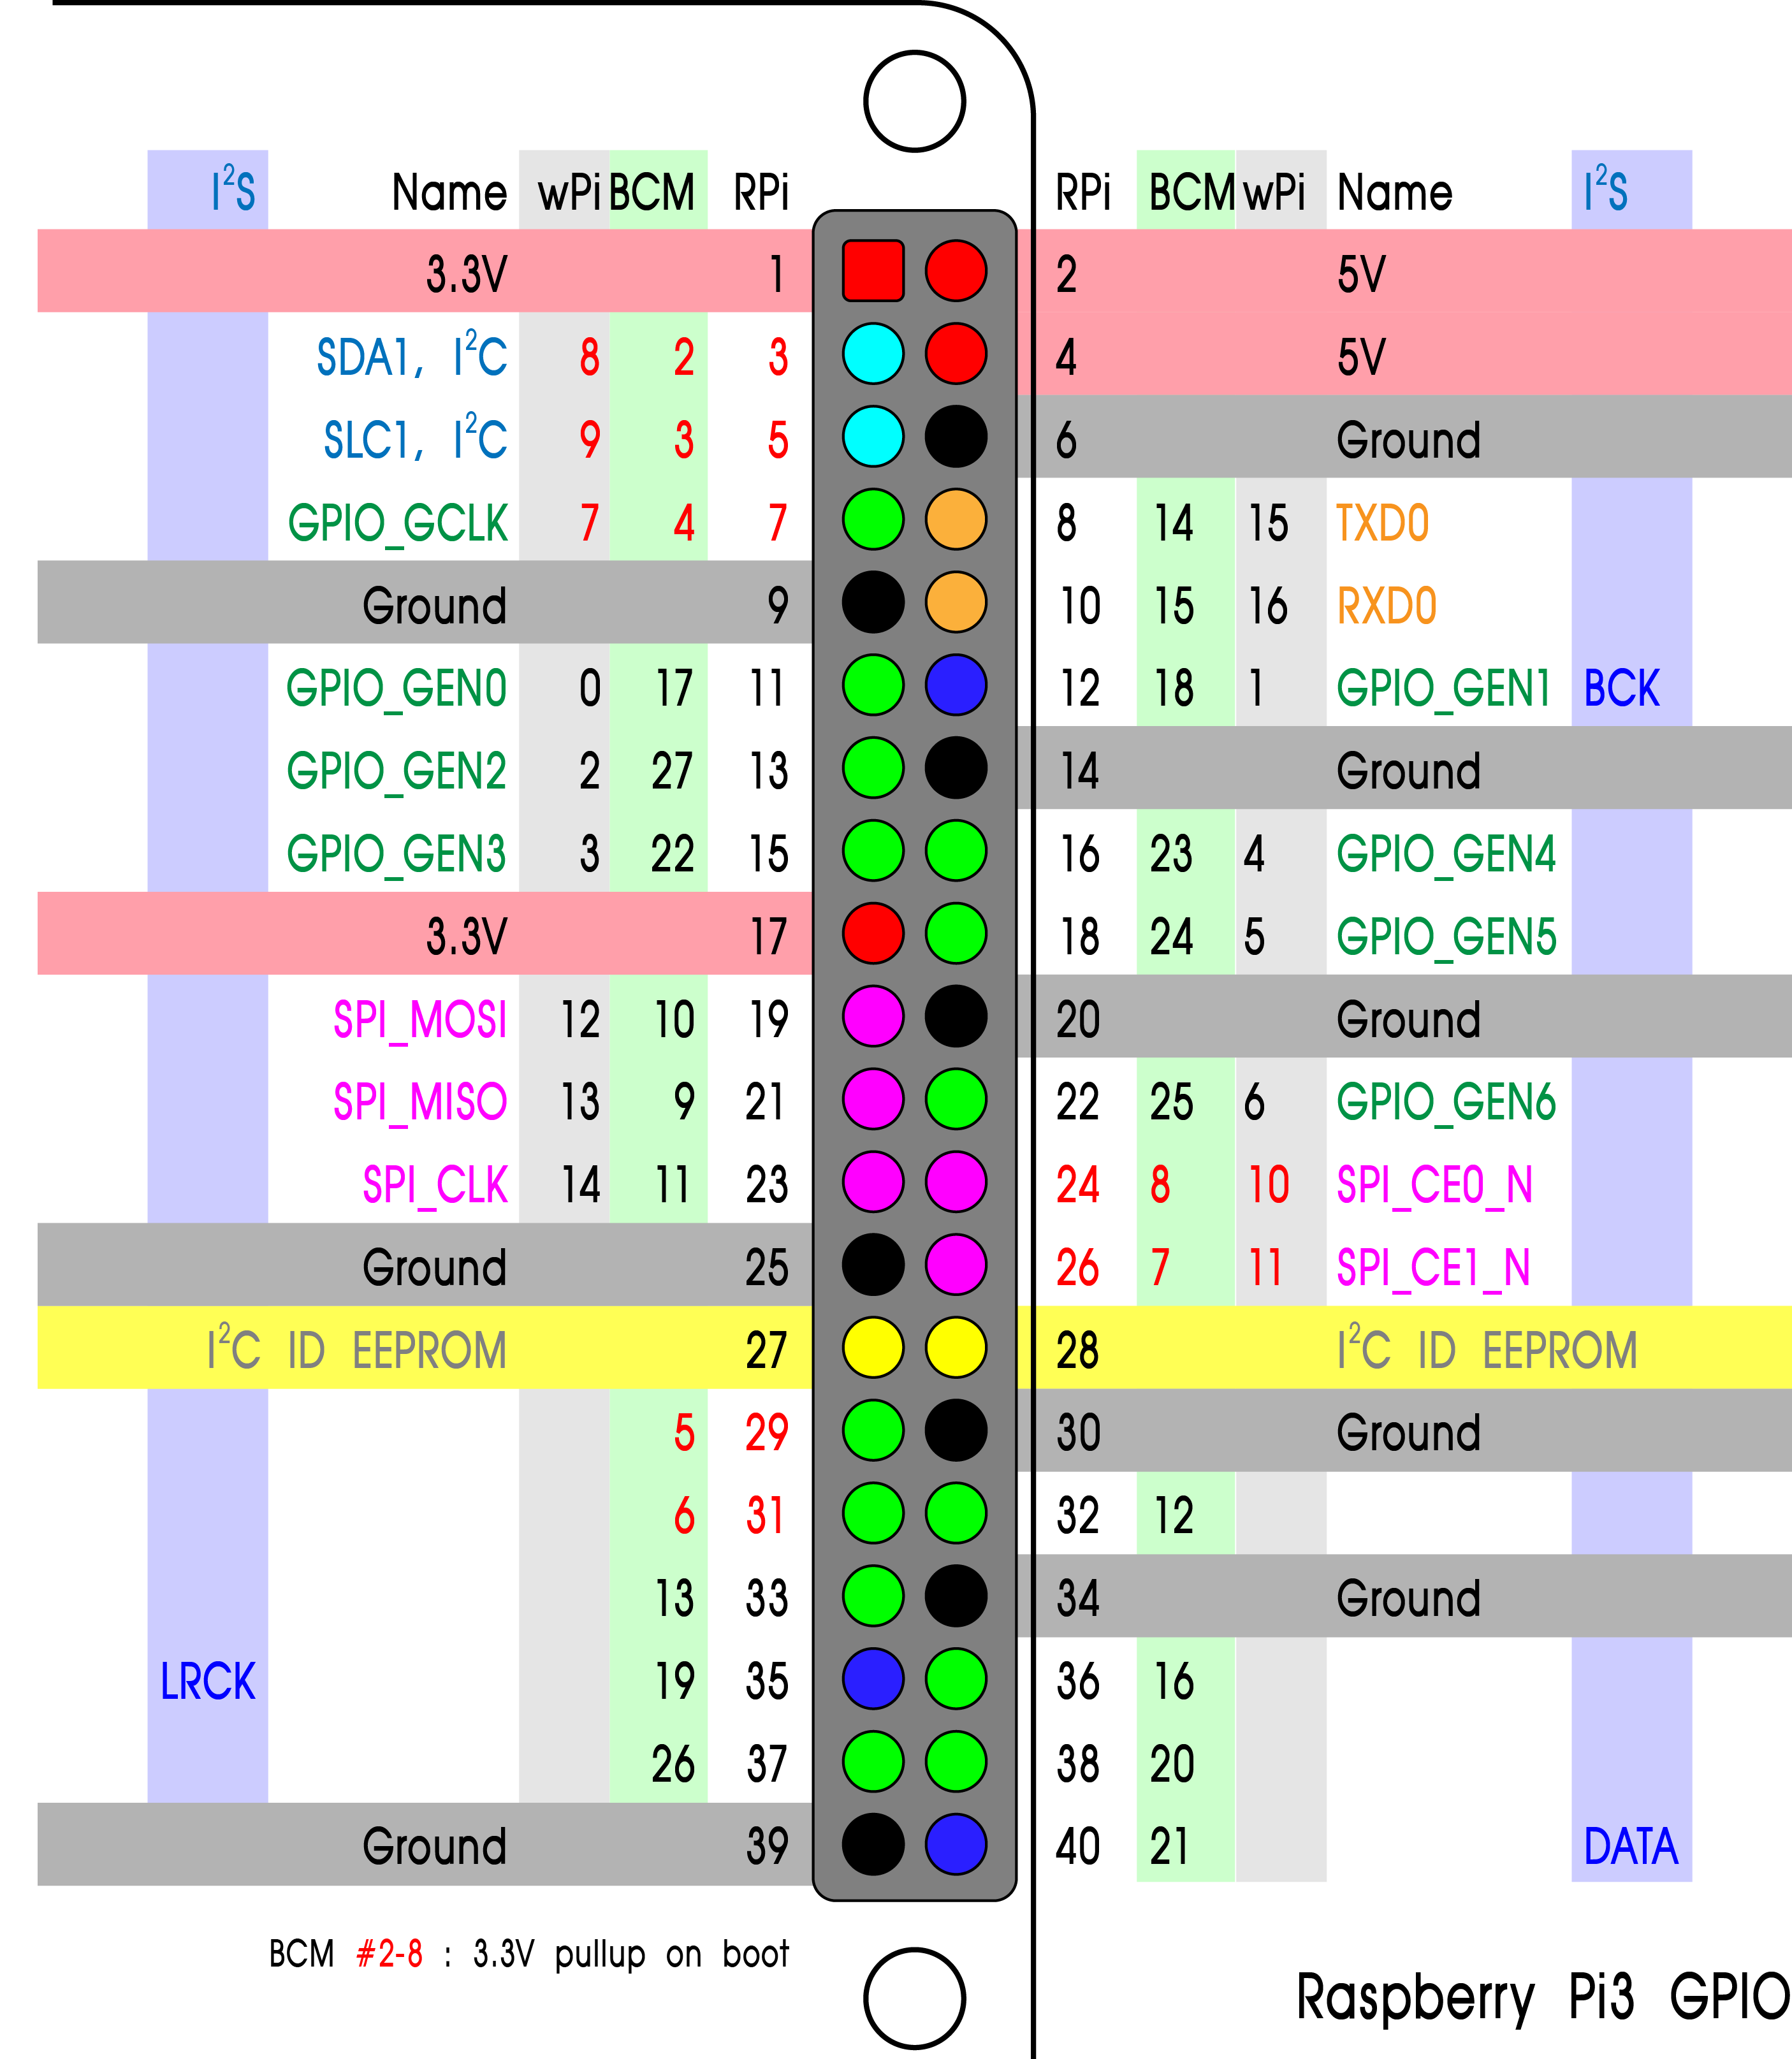 I²S Name wPi BCM RPi RPi BCM wPi Name I²S
3.3V 1 2 5V
SDA1, I²C 8 2 3 4 5V
SLC1, I²C 9 3 5 6 Ground
GPIO_GCLK 7 4 7 8 14 15 TXD0
Ground 9 10 15 16 RXD0
GPIO_GEN0 0 17 11 12 18 1 GPIO_GEN1 BCK
GPIO_GEN2 2 27 13 14 Ground
GPIO_GEN3 3 22 15 16 23 4 GPIO_GEN4
3.3V 17 18 24 5 GPIO_GEN5
SPI_MOSI 12 10 19 20 Ground
SPI_MISO 13 9 21 22 25 6 GPIO_GEN6
SPI_CLK 14 11 23 24 8 10 SPI_CE0_N
Ground 25 26 7 11 SPI_CE1_N
I²C ID EEPROM 27 28 I²C ID EEPROM
5 29 30 Ground
6 31 32 12
13 33 34 Ground
LRCK 19 35 36 16
26 37 38 20
Ground 39 40 21 DATA
BCM #2-8 : 3.3V pullup on boot
Raspberry Pi3 GPIO